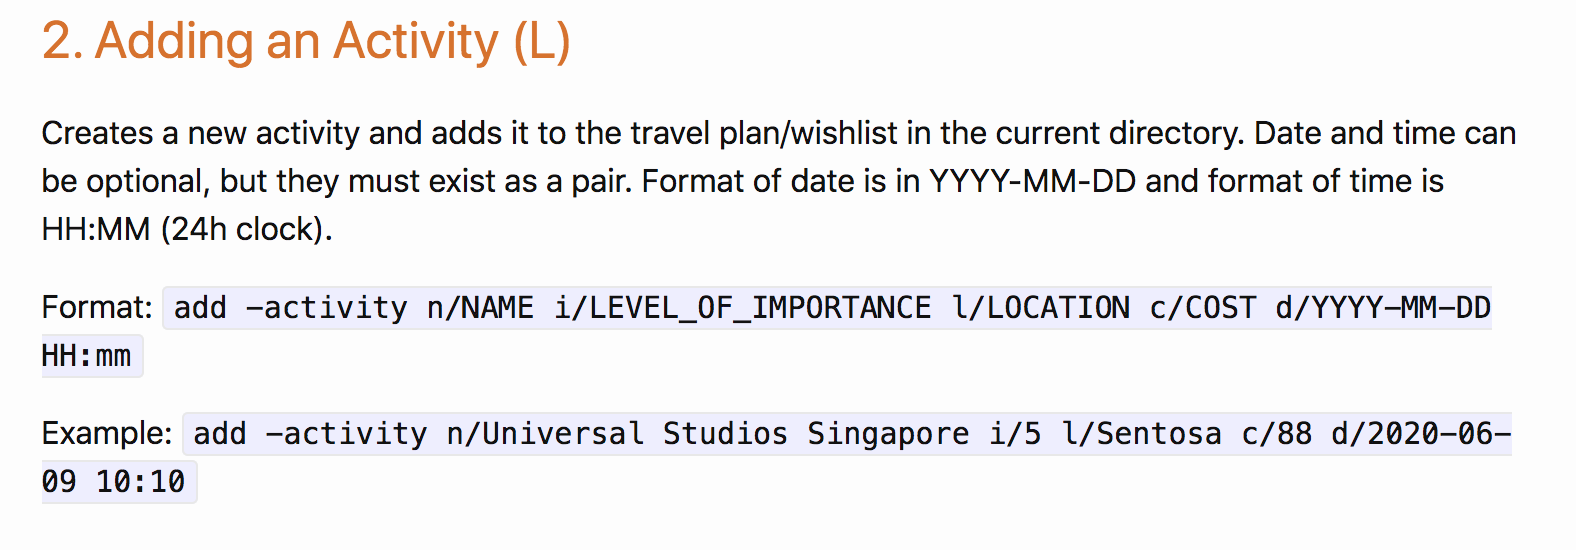 2. Adding an Activity (L)
Creates a new activity and adds it to the travel plan/wishlist in the current directory. Date and time can
be optional, but they must exist as a pair. Format of date is in YYYY-MM-DD and format of time is
HH:MM (24h clock).
Format: add -activity n/NAME i/LEVEL_OF_IMPORTANCE l/LOCATION c/COST d/YYYY-MM-DD
HH:mm
Example: add -activity n/Universal Studios Singapore i/5 l/Sentosa c/88 d/2020-06-
09 10:10